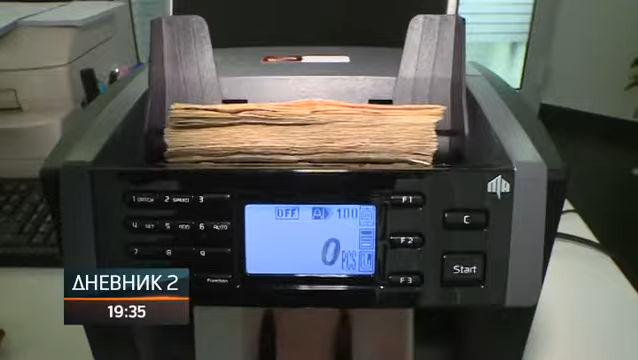 1 BATCH 2 SPEED 3
4 SET 5 ADD 6 AUTO
7 8 9
Function
OFF A 100
0 PCS
F1
F2
F3
C
Start
ДНЕВНИК 2
19:35